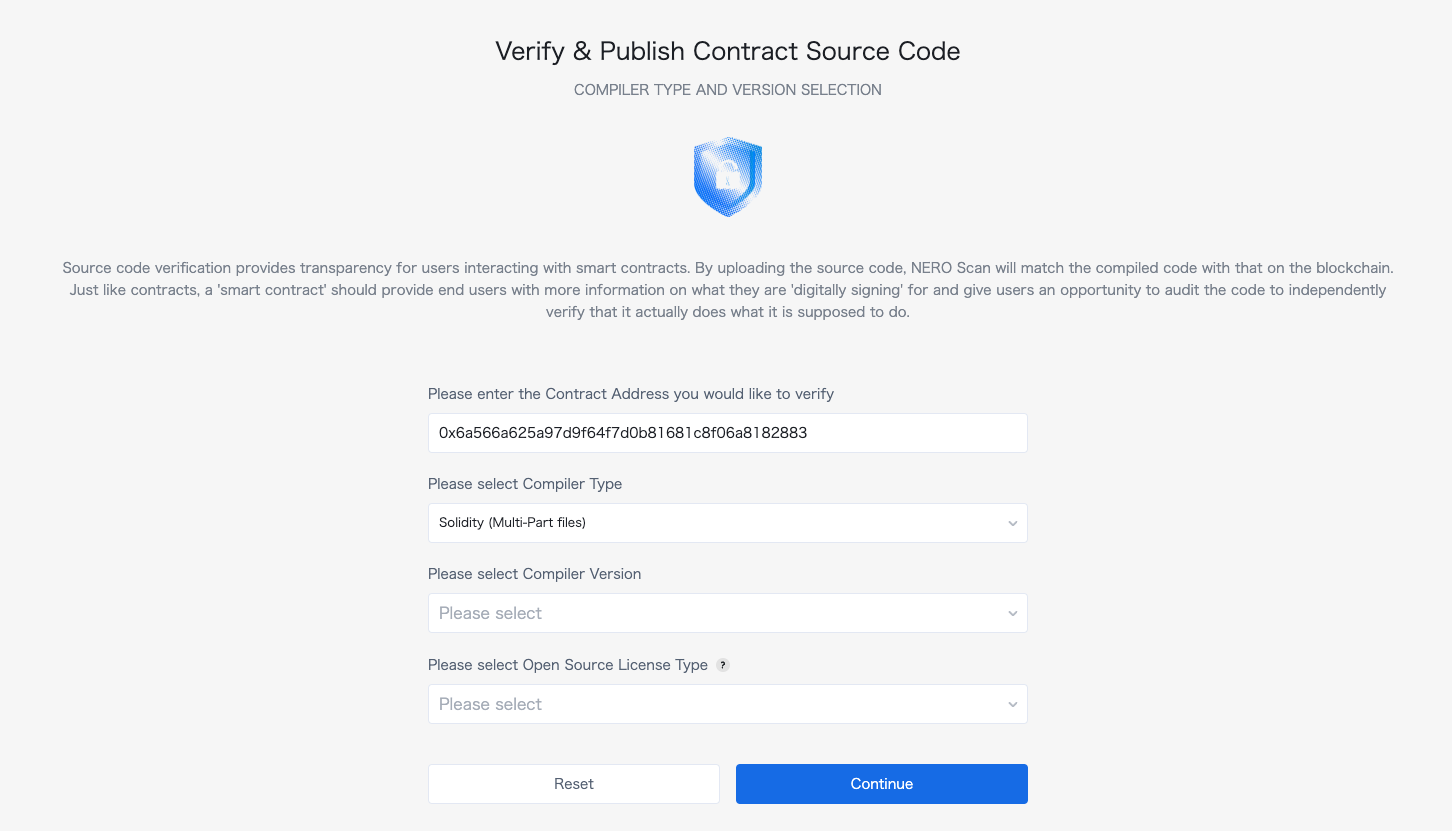 Verify & Publish Contract Source Code
COMPILER TYPE AND VERSION SELECTION
Source code verification provides transparency for users interacting with smart contracts. By uploading the source code, NERO Scan will match the compiled code with that on the blockchain.
Just like contracts, a 'smart contract' should provide end users with more information on what they are 'digitally signing' for and give users an opportunity to audit the code to independently
verify that it actually does what it is supposed to do.
Please enter the Contract Address you would like to verify
0x6a566a625a97d9f64f7d0b81681c8f06a8182883
Please select Compiler Type
Solidity (Multi-Part files)
Please select Compiler Version
Please select
Please select Open Source License Type ?
Please select
Reset
Continue